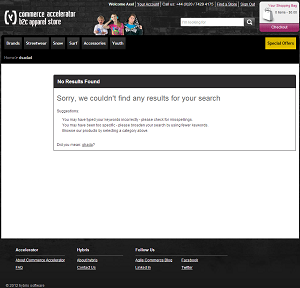 Welcome Axel | Your Account | Call us: +44 (0)20 / 7429 4175 | Find a Store | Sign Out
Your Shopping Bag
0 items
Checkout
(y) commerce accelerator
b2c apparel store
Brands Streetwear Snow Surf Accessories Youth
Special Offers
Home >
No Results Found
Sorry, we couldn't find any results for your search
Suggestions:
You may have typed your keywords incorrectly - please check for misspellings.
You may have been too specific - please broaden your search by using fewer keywords.
Browse our products by selecting a category above.
Did you mean:
Accelerator Hybris Follow Us
About Commerce Accelerator About hybris Agile Commerce Blog Facebook
FAQ Contact Us Linked In Twitter
© 2012 hybris software